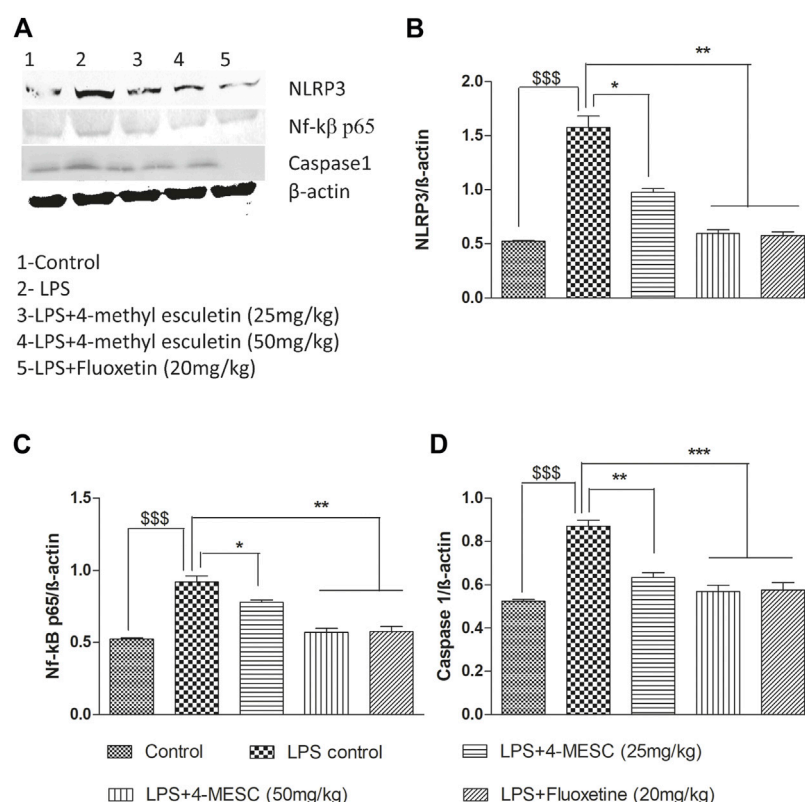 A
1 2 3 4 5
NLRP3
Nf-kβ p65
Caspase1
β-actin
1-Control
2- LPS
3-LPS+4-methyl esculetin (25mg/kg)
4-LPS+4-methyl esculetin (50mg/kg)
5-LPS+Fluoxetin (20mg/kg)
B
NLRP3/ß-actin
2.0
1.5
1.0
0.5
0.0
$$$
*
**
C
Nf-kB p65/ß-actin
1.5
1.0
0.5
0.0
$$$
*
**
D
Caspase 1/ß-actin
1.0
0.8
0.6
0.4
0.2
0.0
$$$
**
***
Control
LPS control
LPS+4-MESC (25mg/kg)
LPS+4-MESC (50mg/kg)
LPS+Fluoxetine (20mg/kg)